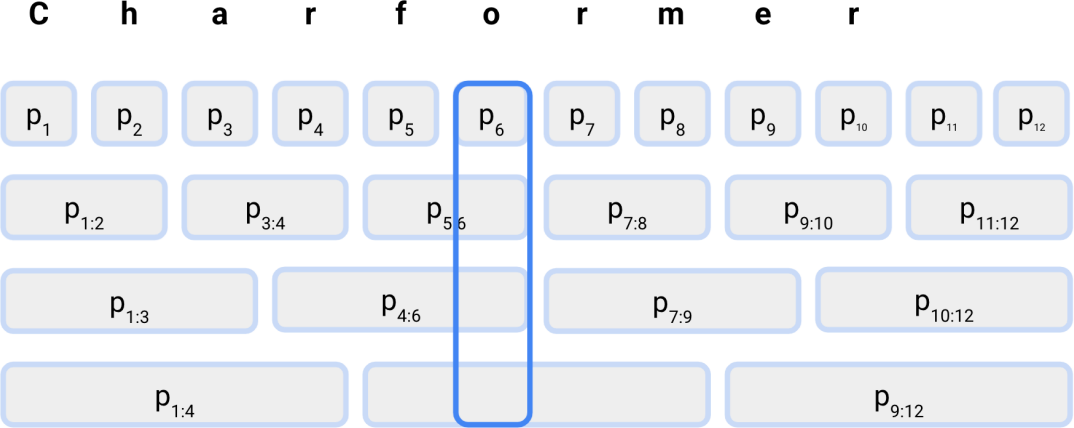 C h a r f o r m e r
p1 p2 p3 p4 p5 p6 p7 p8 p9 p10 p11 p12
p1:2 p3:4 p5:6 p7:8 p9:10 p11:12
p1:3 p4:6 p7:9 p10:12
p1:4 p9:12